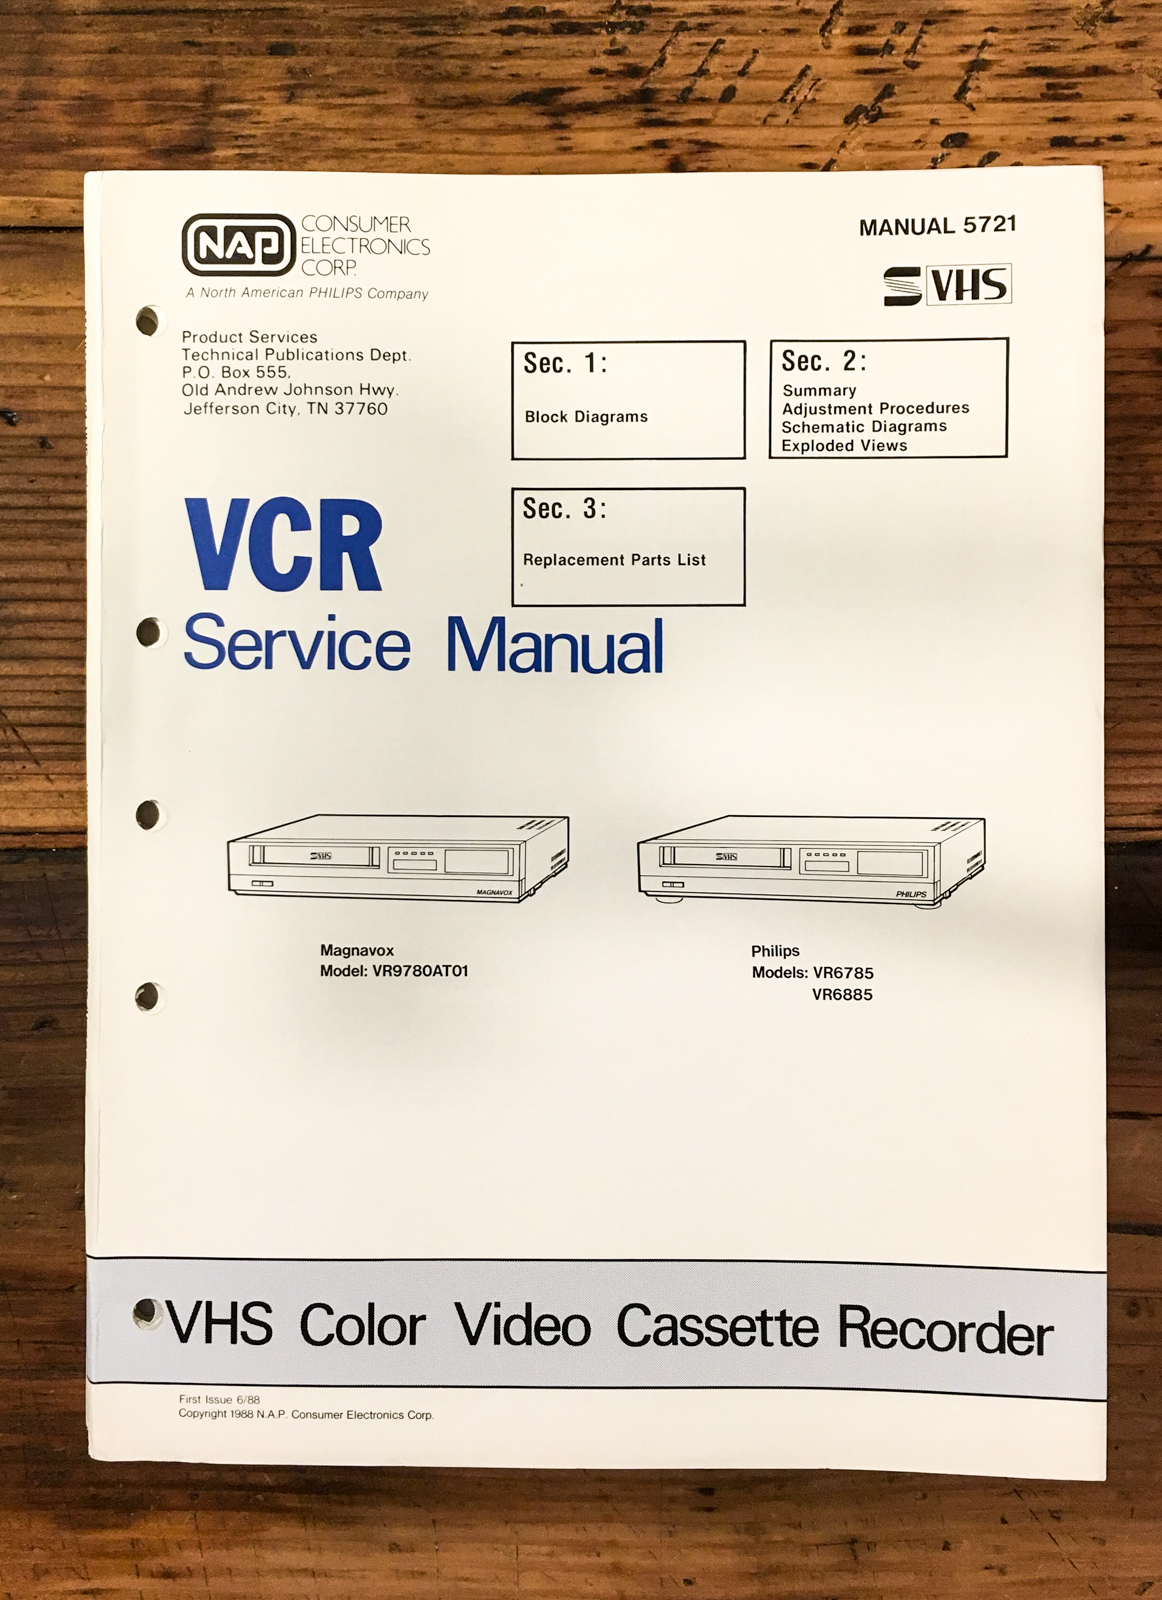 NAP CONSUMER
ELECTRONICS
CORP.
A North American PHILIPS Company
MANUAL 5721
S VHS
Product Services
Technical Publications Dept.
P.O. Box 555,
Old Andrew Johnson Hwy.
Jefferson City, TN 37760
Sec. 1:
Block Diagrams
Sec. 2:
Summary
Adjustment Procedures
Schematic Diagrams
Exploded Views
Sec. 3:
Replacement Parts List
VCR
Service Manual
S VHS
MAGNAVOX
S VHS
PHILIPS
Magnavox
Model: VR9780AT01
Philips
Models: VR6785
VR6885
VHS Color Video Cassette Recorder
First Issue 6/88
Copyright 1988 N.A.P. Consumer Electronics Corp.